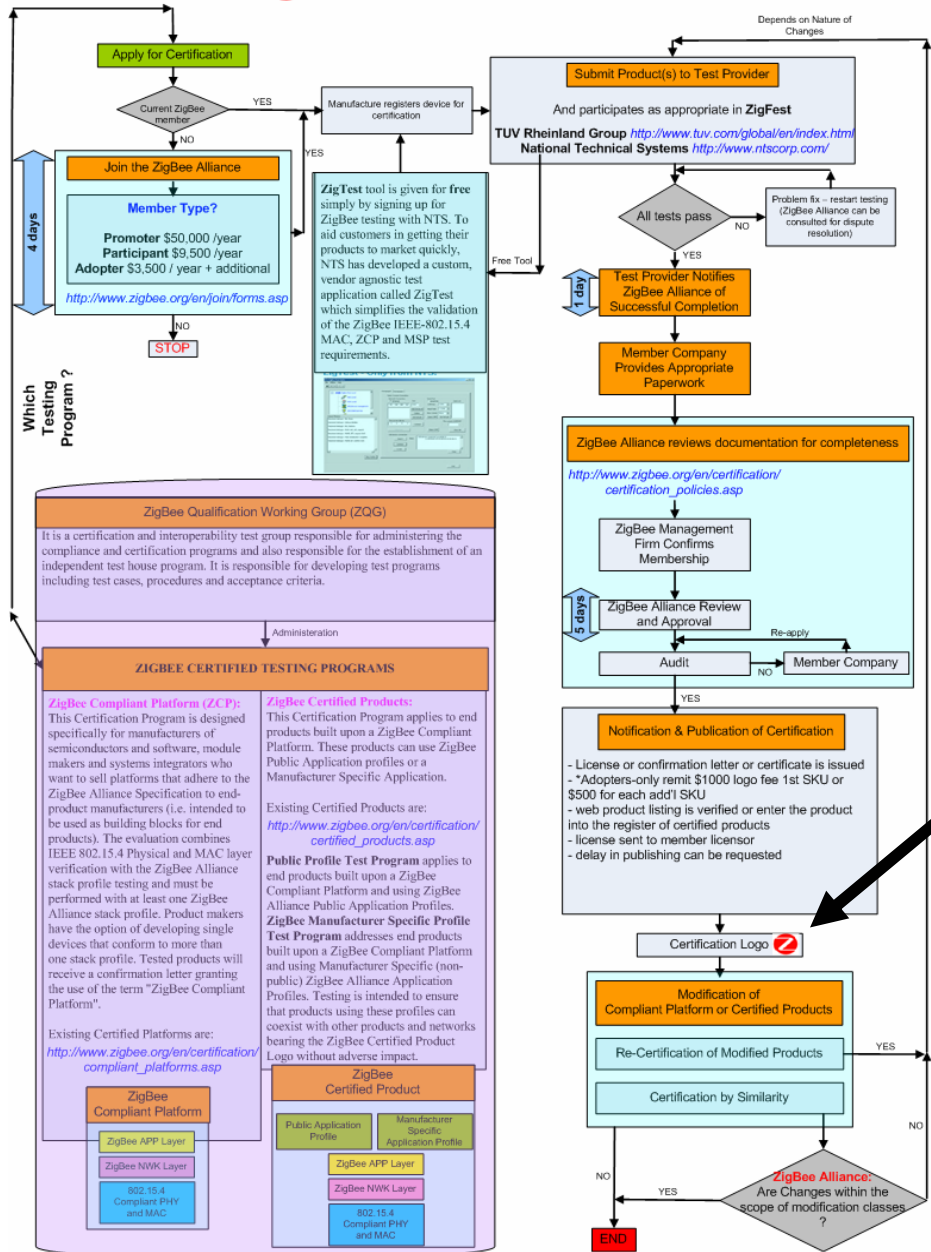 Depends on Nature of
Changes
Apply for Certification
Current ZigBee
member
YES
NO
YES
Manufacture registers device for
certification
Submit Product(s) to Test Provider
And participates as appropriate in ZigFest
TUV Rheinland Group http://www.tuv.com/global/en/index.html
National Technical Systems http://www.ntscorp.com/
4 days
Join the ZigBee Alliance
Member Type?
Promoter $50,000 /year
Participant $9,500 /year
Adopter $3,500 / year + additional
http://www.zigbee.org/en/join/forms.asp
NO
STOP
ZigTest tool is given for free
simply by signing up for
ZigBee testing with NTS. To
aid customers in getting their
products to market quickly,
NTS has developed a custom,
vendor agnostic test
application called ZigTest
which simplifies the validation
of the ZigBee IEEE-802.15.4
MAC, ZCP and MSP test
requirements.
Free Tool
All tests pass
NO
Problem fix – restart testing
(ZigBee Alliance can be
consulted for dispute
resolution)
YES
1 day
Test Provider Notifies
ZigBee Alliance of
Successful Completion
Member Company
Provides Appropriate
Paperwork
Which
Testing
Program ?
ZigBee Alliance reviews documentation for completeness
http://www.zigbee.org/en/certification/
certification_policies.asp
ZigBee Management
Firm Confirms
Membership
5 days
ZigBee Alliance Review
and Approval
Re-apply
Audit
NO
Member Company
YES
ZigBee Qualification Working Group (ZQG)
It is a certification and interoperability test group responsible for administering the
compliance and certification programs and also responsible for the establishment of an
independent test house program. It is responsible for developing test programs
including test cases, procedures and acceptance criteria.
Administeration
ZIGBEE CERTIFIED TESTING PROGRAMS
ZigBee Compliant Platform (ZCP):
This Certification Program is designed
specifically for manufacturers of
semiconductors and software, module
makers and systems integrators who
want to sell platforms that adhere to the
ZigBee Alliance Specification to end-
product manufacturers (i.e. intended to
be used as building blocks for end
products). The evaluation combines
IEEE 802.15.4 Physical and MAC layer
verification with the ZigBee Alliance
stack profile testing and must be
performed with at least one ZigBee
Alliance stack profile. Product makers
have the option of developing single
devices that conform to more than
one stack profile. Tested products will
receive a confirmation letter granting
the use of the term "ZigBee Compliant
Platform".
Existing Certified Platforms are:
http://www.zigbee.org/en/certification/
compliant_platforms.asp
ZigBee Certified Products:
This Certification Program applies to end
products built upon a ZigBee Compliant
Platform. These products can use ZigBee
Public Application profiles or a
Manufacturer Specific Application.
Existing Certified Products are:
http://www.zigbee.org/en/certification/
certified_products.asp
Public Profile Test Program applies to
end products built upon a ZigBee
Compliant Platform and using ZigBee
Alliance Public Application Profiles.
ZigBee Manufacturer Specific Profile
Test Program addresses end products
built upon a ZigBee Compliant Platform
and using Manufacturer Specific (non-
public) ZigBee Alliance Application
Profiles. Testing is intended to ensure
that products using these profiles can
coexist with other products and networks
bearing the ZigBee Certified Product
Logo without adverse impact.
ZigBee
Compliant Platform
ZigBee APP Layer
ZigBee NWK Layer
802.15.4
Compliant PHY
and MAC
ZigBee
Certified Product
Public Application
Profile
Manufacturer
Specific
Application Profile
ZigBee APP Layer
ZigBee NWK Layer
802.15.4
Compliant PHY
and MAC
Notification & Publication of Certification
- License or confirmation letter or certificate is issued
- *Adopters-only remit $1000 logo fee 1st SKU or
$500 for each add'l SKU
- web product listing is verified or enter the product
into the register of certified products
- license sent to member licensor
- delay in publishing can be requested
Certification Logo
Modification of
Compliant Platform or Certified Products
Re-Certification of Modified Products
YES
Certification by Similarity
NO
NO
YES
ZigBee Alliance:
Are Changes within the
scope of modification classes
?
END